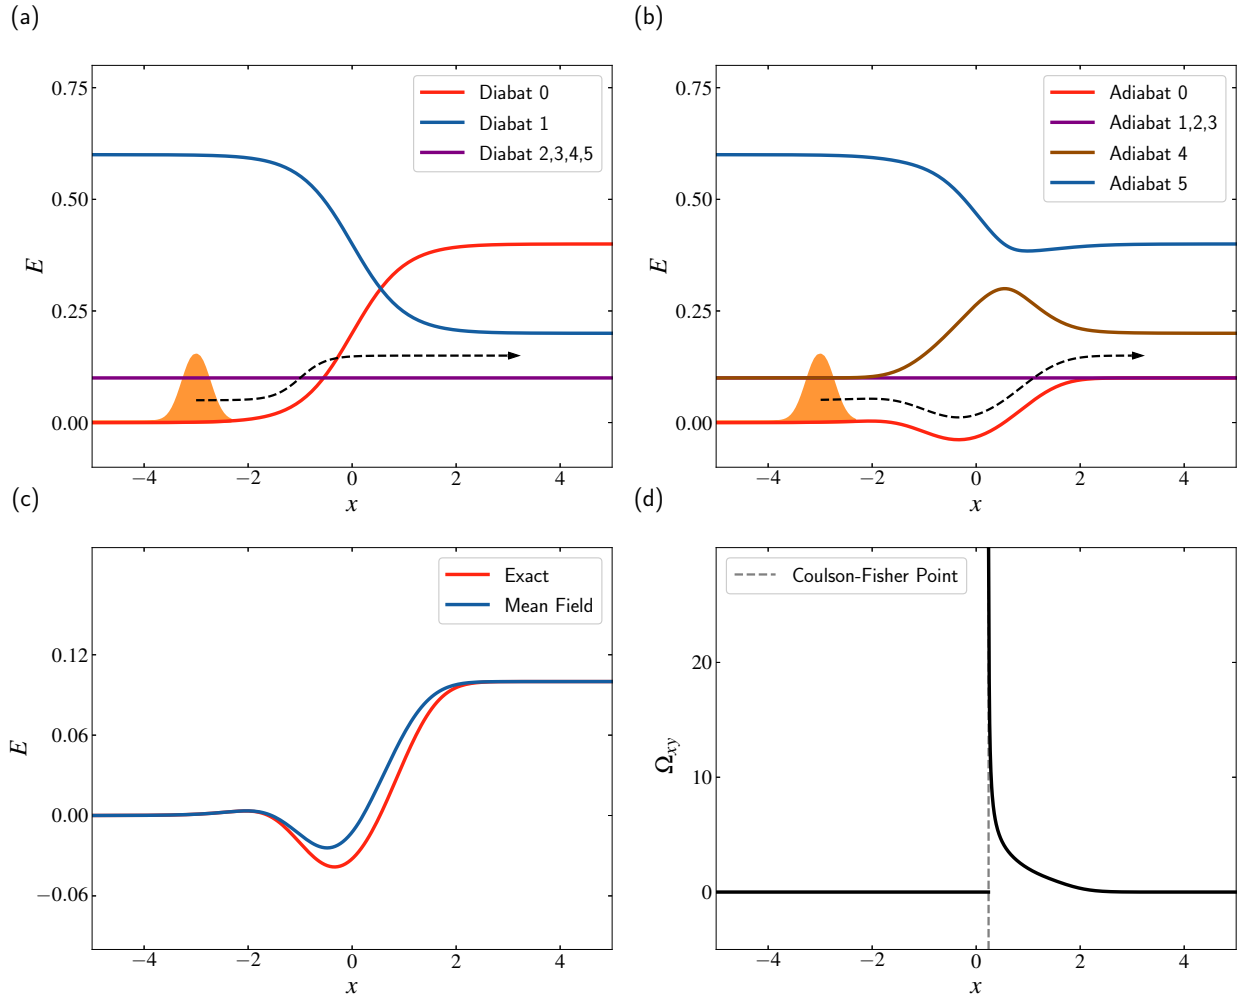 (a)
0.75
0.50
0.25
0.00
E
−4
−2
0
2
4
x
Diabat 0
Diabat 1
Diabat 2,3,4,5
(b)
0.75
0.50
0.25
0.00
E
−4
−2
0
2
4
x
Adiabat 0
Adiabat 1,2,3
Adiabat 4
Adiabat 5
(c)
0.12
0.06
0.00
−0.06
E
−4
−2
0
2
4
x
Exact
Mean Field
(d)
20
10
0
Ωxy
−4
−2
0
2
4
x
Coulson-Fisher Point